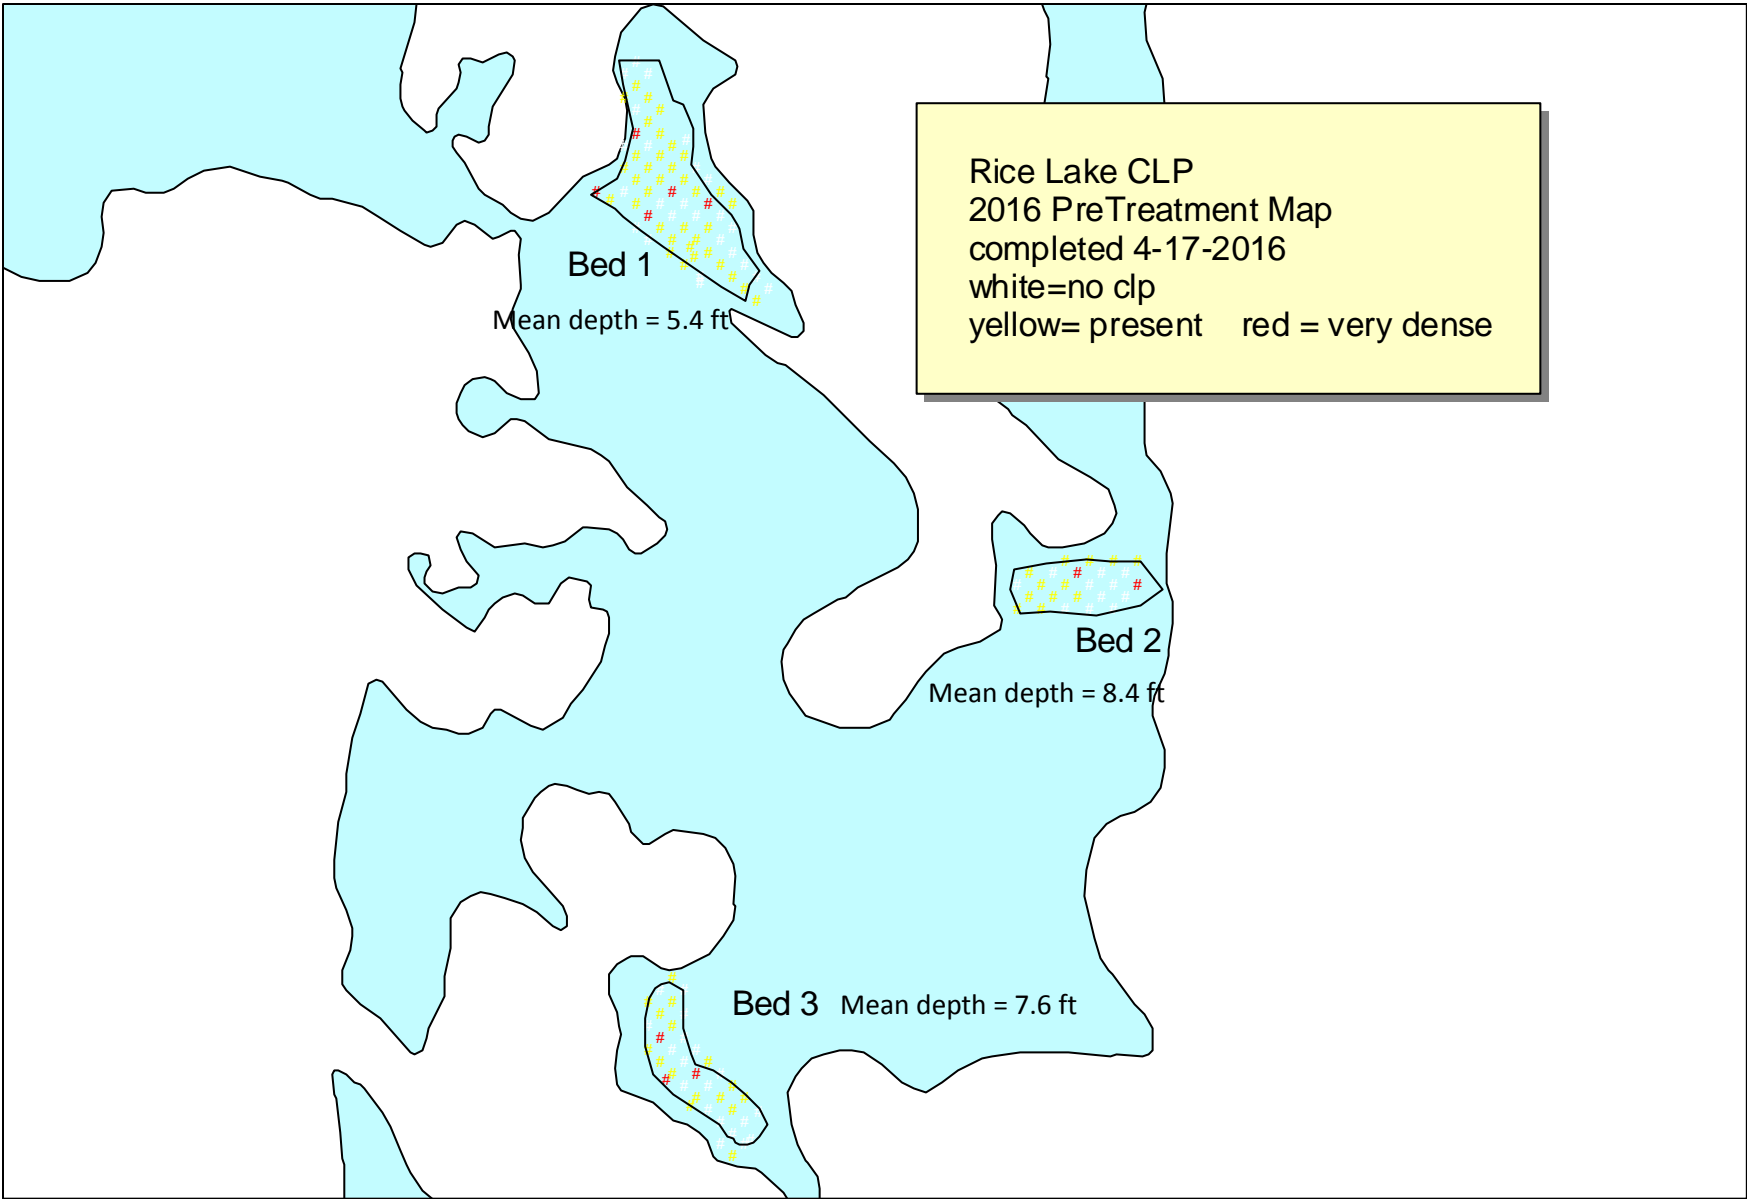 Rice Lake CLP
2016 PreTreatment Map
completed 4-17-2016
white=no clp
yellow= present red = very dense
Bed 1
Mean depth = 5.4 ft
Bed 2
Mean depth = 8.4 ft
Bed 3 Mean depth = 7.6 ft